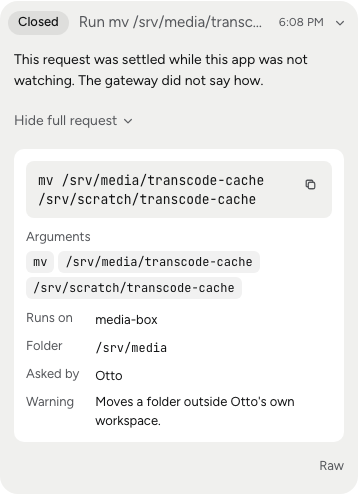 Closed Run mv /srv/media/transc... 6:08 PM
This request was settled while this app was not
watching. The gateway did not say how.
Hide full request
mv /srv/media/transcode-cache
/srv/scratch/transcode-cache
Arguments
mv /srv/media/transcode-cache
/srv/scratch/transcode-cache
Runs on media-box
Folder /srv/media
Asked by Otto
Warning Moves a folder outside Otto's own
workspace.
Raw